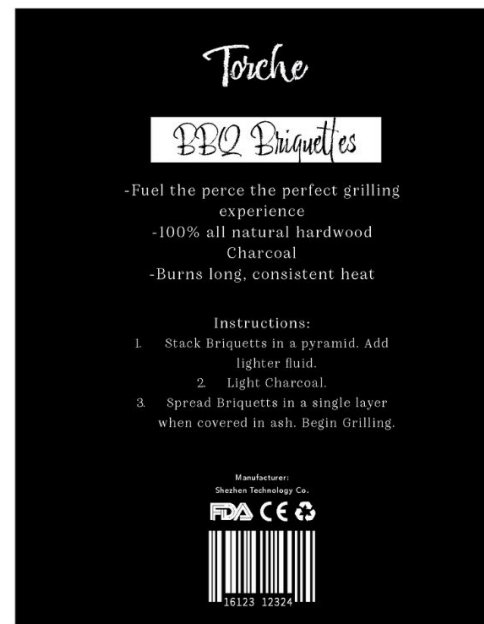 Torche
BBQ Briquettes
-Fuel the perce the perfect grilling
experience
-100% all natural hardwood
Charcoal
-Burns long, consistent heat
Instructions:
1. Stack Briquetts in a pyramid. Add
lighter fluid.
2. Light Charcoal.
3. Spread Briquetts in a single layer
when covered in ash. Begin Grilling.
Manufacturer:
Shezhen Technology Co.
FDA CE
16123 12324